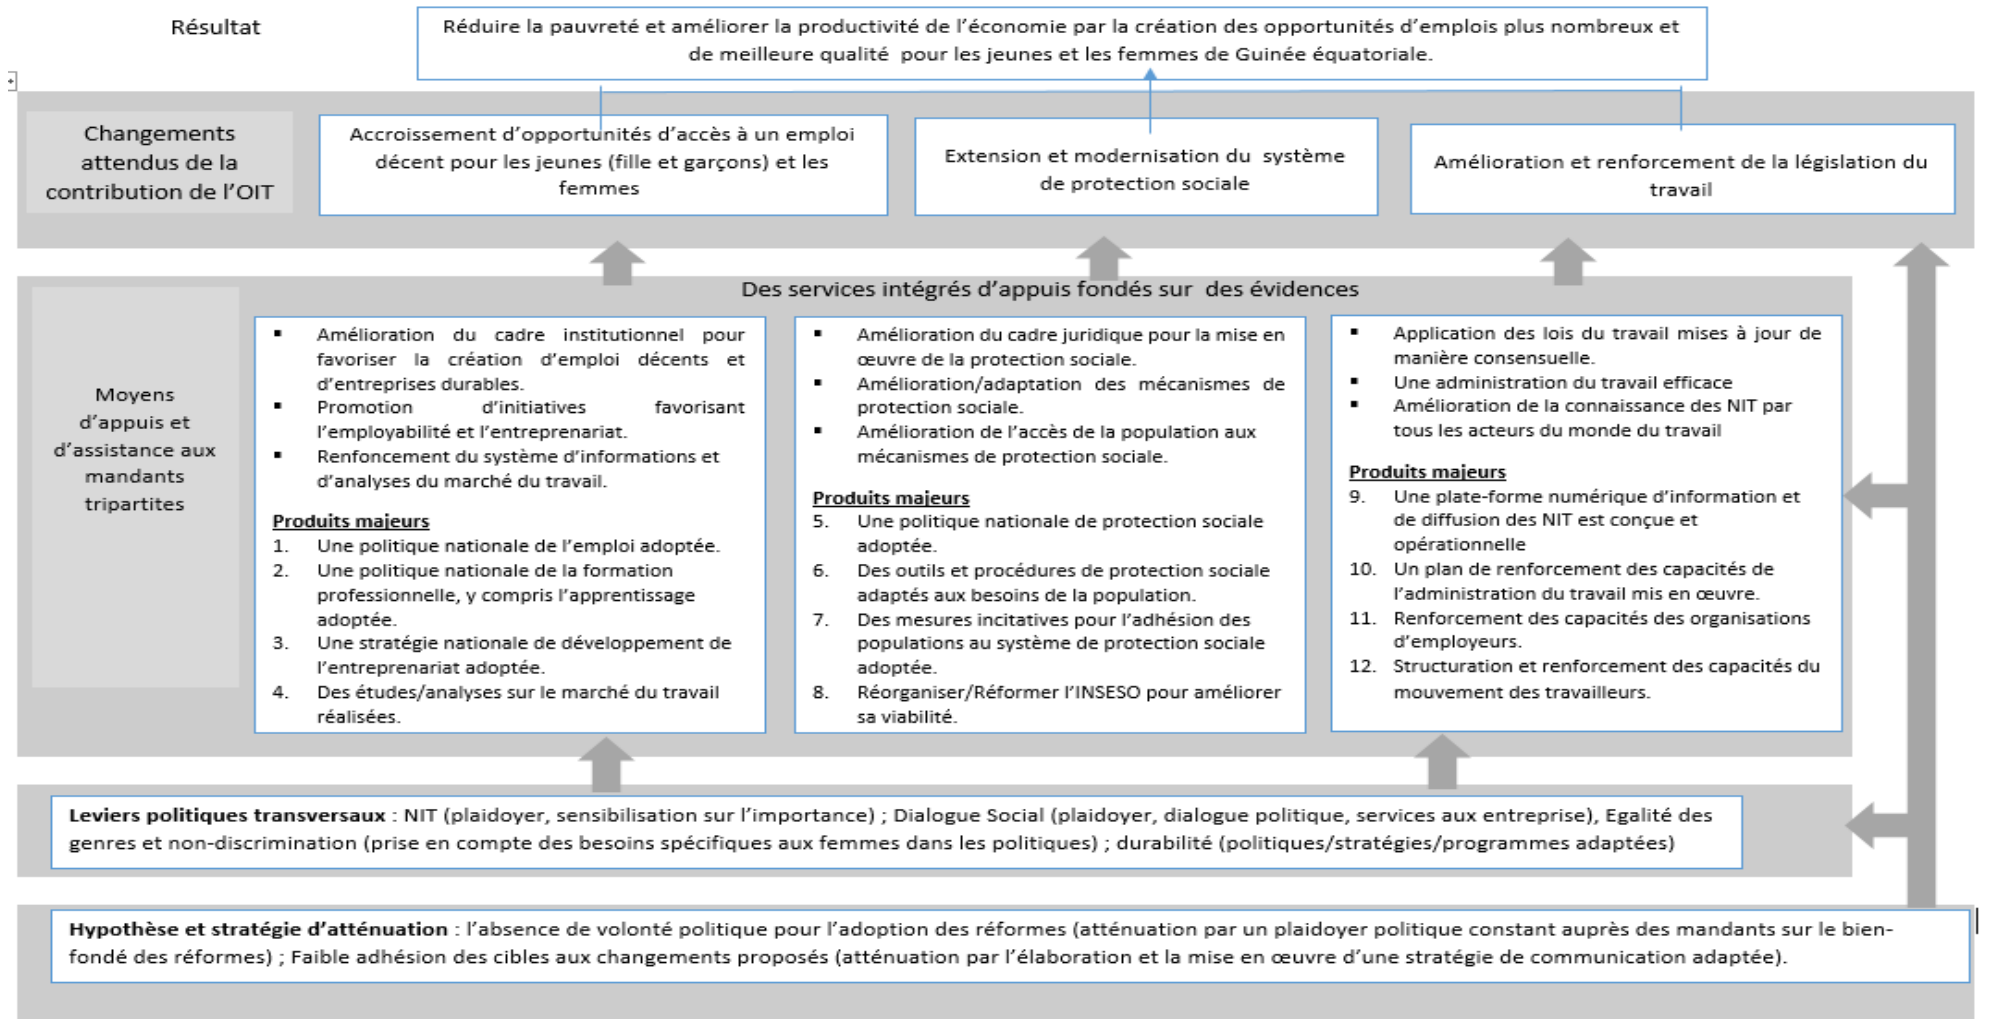 Résultat
Réduire la pauvreté et améliorer la productivité de l’économie par la création des opportunités d’emplois plus nombreux et
de meilleure qualité pour les jeunes et les femmes de Guinée équatoriale.
Changements
attendus de la
contribution de l’OIT
Accroissement d’opportunités d’accès à un emploi
décent pour les jeunes (fille et garçons) et les
femmes
Extension et modernisation du système
de protection sociale
Amélioration et renforcement de la législation du
travail
Des services intégrés d’appuis fondés sur des évidences
Moyens
d’appuis et
d’assistance aux
mandants
tripartites
▪ Amélioration du cadre institutionnel pour
favoriser la création d’emploi décents et
d’entreprises durables.
▪ Promotion d’initiatives favorisant
l’employabilité et l’entreprenariat.
▪ Renfoncement du système d’informations et
d’analyses du marché du travail.
Produits majeurs
1. Une politique nationale de l’emploi adoptée.
2. Une politique nationale de la formation
professionnelle, y compris l’apprentissage
adoptée.
3. Une stratégie nationale de développement de
l’entreprenariat adoptée.
4. Des études/analyses sur le marché du travail
réalisées.
▪ Amélioration du cadre juridique pour la mise en
œuvre de la protection sociale.
▪ Amélioration/adaptation des mécanismes de
protection sociale.
▪ Amélioration de l’accès de la population aux
mécanismes de protection sociale.
Produits majeurs
5. Une politique nationale de protection sociale
adoptée.
6. Des outils et procédures de protection sociale
adaptés aux besoins de la population.
7. Des mesures incitatives pour l’adhésion des
populations au système de protection sociale
adoptée.
8. Réorganiser/Réformer l’INSESO pour améliorer
sa viabilité.
▪ Application des lois du travail mises à jour de
manière consensuelle.
▪ Une administration du travail efficace
▪ Amélioration de la connaissance des NIT par
tous les acteurs du monde du travail
Produits majeurs
9. Une plate-forme numérique d’information et
de diffusion des NIT est conçue et
opérationnelle
10. Un plan de renforcement des capacités de
l’administration du travail mis en œuvre.
11. Renforcement des capacités des organisations
d’employeurs.
12. Structuration et renforcement des capacités du
mouvement des travailleurs.
Leviers politiques transversaux : NIT (plaidoyer, sensibilisation sur l’importance) ; Dialogue Social (plaidoyer, dialogue politique, services aux entreprise), Egalité des
genres et non-discrimination (prise en compte des besoins spécifiques aux femmes dans les politiques) ; durabilité (politiques/stratégies/programmes adaptées)
Hypothèse et stratégie d’atténuation : l’absence de volonté politique pour l’adoption des réformes (atténuation par un plaidoyer politique constant auprès des mandants sur le bien-
fondé des réformes) ; Faible adhésion des cibles aux changements proposés (atténuation par l’élaboration et la mise en œuvre d’une stratégie de communication adaptée).